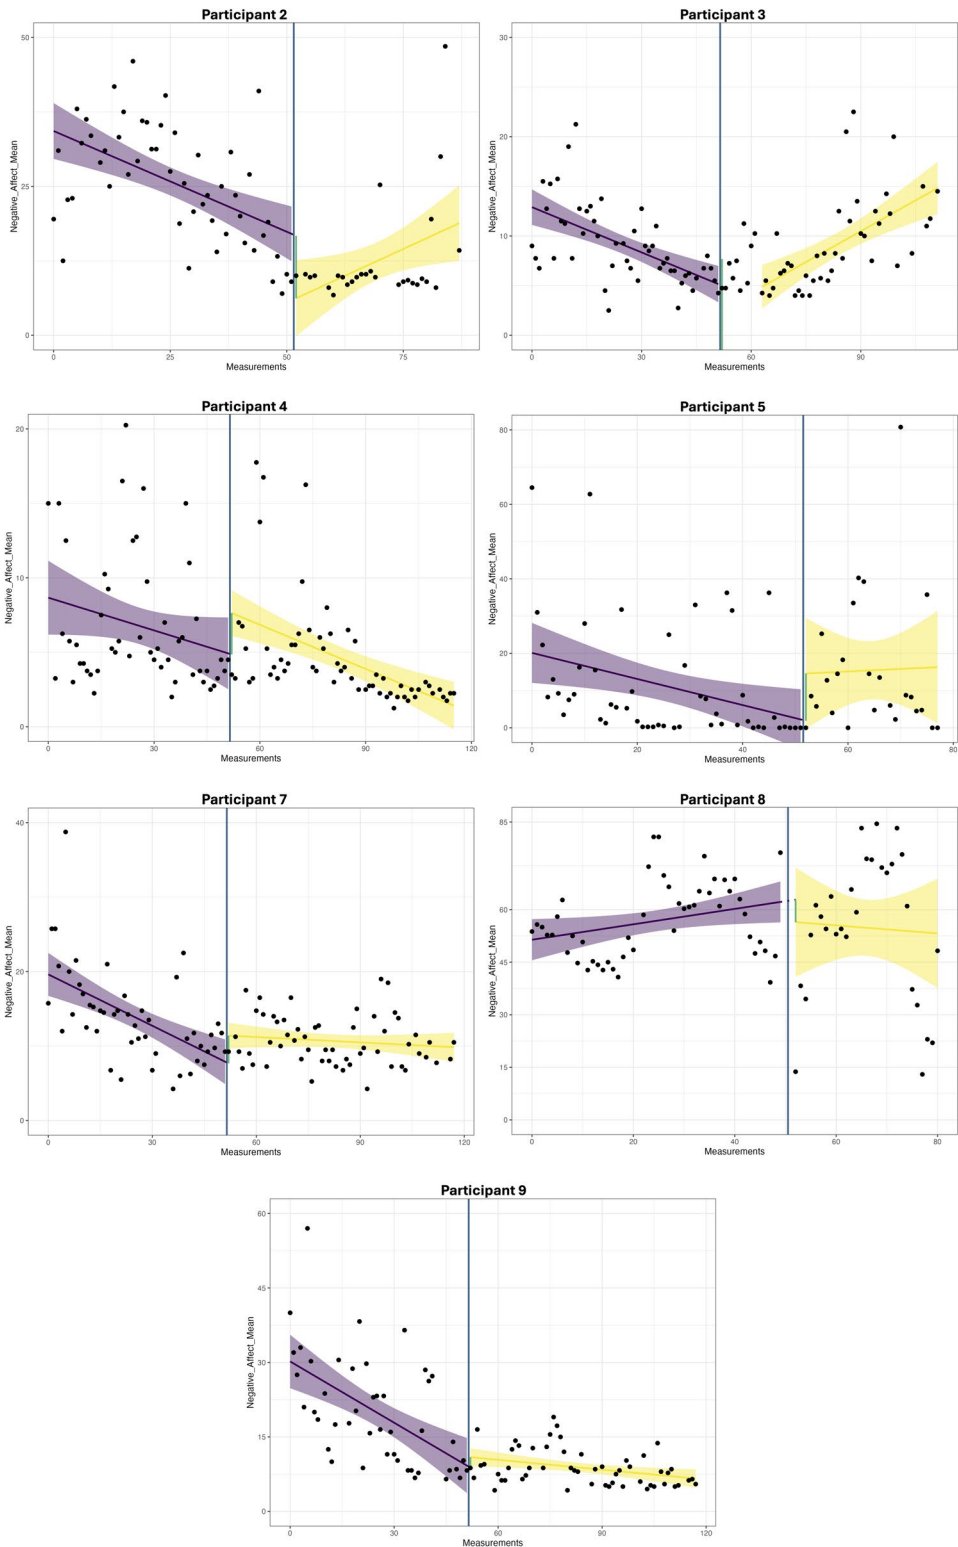 Participant 2
Negative_Affect_Mean
50
25
0
0
25
50
75
Measurements
Participant 3
Negative_Affect_Mean
30
20
10
0
0
30
60
90
Measurements
Participant 4
Negative_Affect_Mean
20
10
0
0
30
60
90
120
Measurements
Participant 5
Negative_Affect_Mean
80
60
40
20
0
0
20
40
60
80
Measurements
Participant 7
Negative_Affect_Mean
40
20
0
0
30
60
90
120
Measurements
Participant 8
Negative_Affect_Mean
85
60
45
30
15
0
0
20
40
60
80
Measurements
Participant 9
Negative_Affect_Mean
60
45
30
15
0
0
30
60
90
120
Measurements